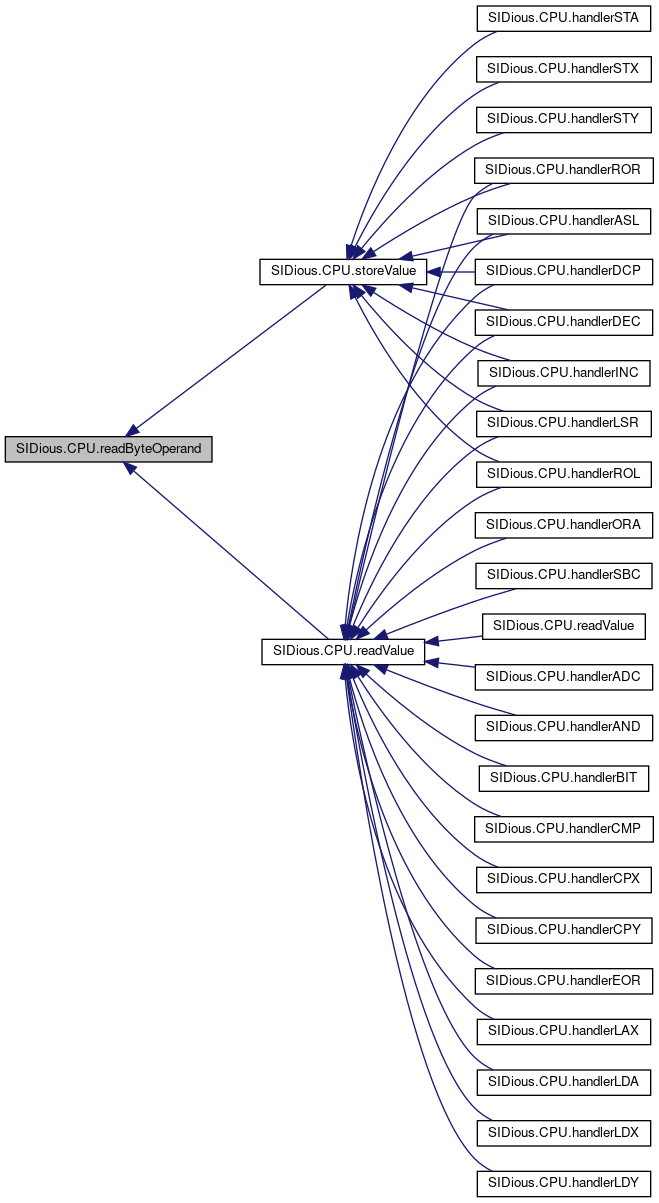 SIDious.CPU.handlerSTA
SIDious.CPU.handlerSTX
SIDious.CPU.handlerSTY
SIDious.CPU.handlerROR
SIDious.CPU.handlerASL
SIDious.CPU.storeValue
SIDious.CPU.handlerDCP
SIDious.CPU.handlerDEC
SIDious.CPU.handlerINC
SIDious.CPU.handlerLSR
SIDious.CPU.readByteOperand
SIDious.CPU.handlerROL
SIDious.CPU.handlerORA
SIDious.CPU.handlerSBC
SIDious.CPU.readValue
SIDious.CPU.readValue
SIDious.CPU.handlerADC
SIDious.CPU.handlerAND
SIDious.CPU.handlerBIT
SIDious.CPU.handlerCMP
SIDious.CPU.handlerCPX
SIDious.CPU.handlerCPY
SIDious.CPU.handlerEOR
SIDious.CPU.handlerLAX
SIDious.CPU.handlerLDA
SIDious.CPU.handlerLDX
SIDious.CPU.handlerLDY